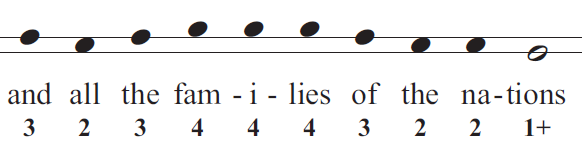 and all the fam - i - lies of the na-tions
3 2 3 4 4 4 3 2 2 1+